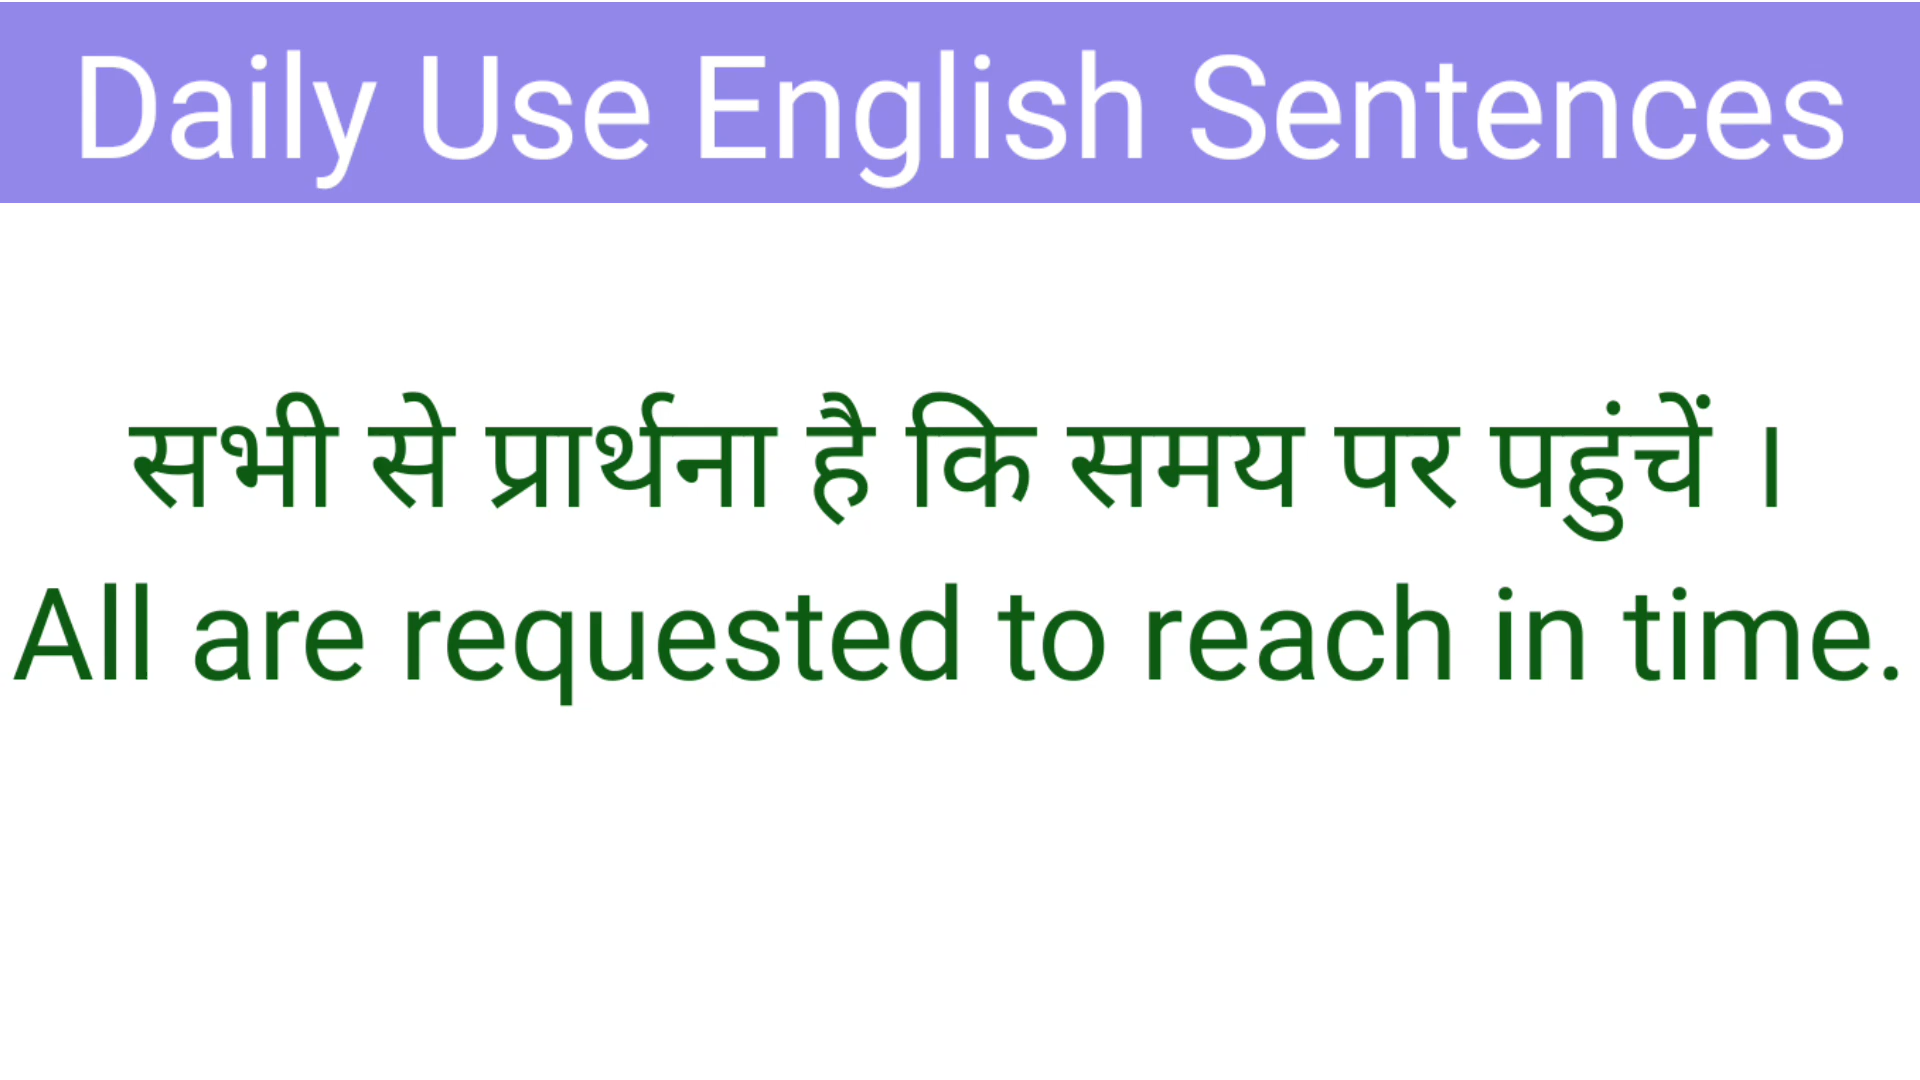 Daily Use English Sentences
सभी से प्रार्थना है कि समय पर पहुंचें ।
All are requested to reach in time.